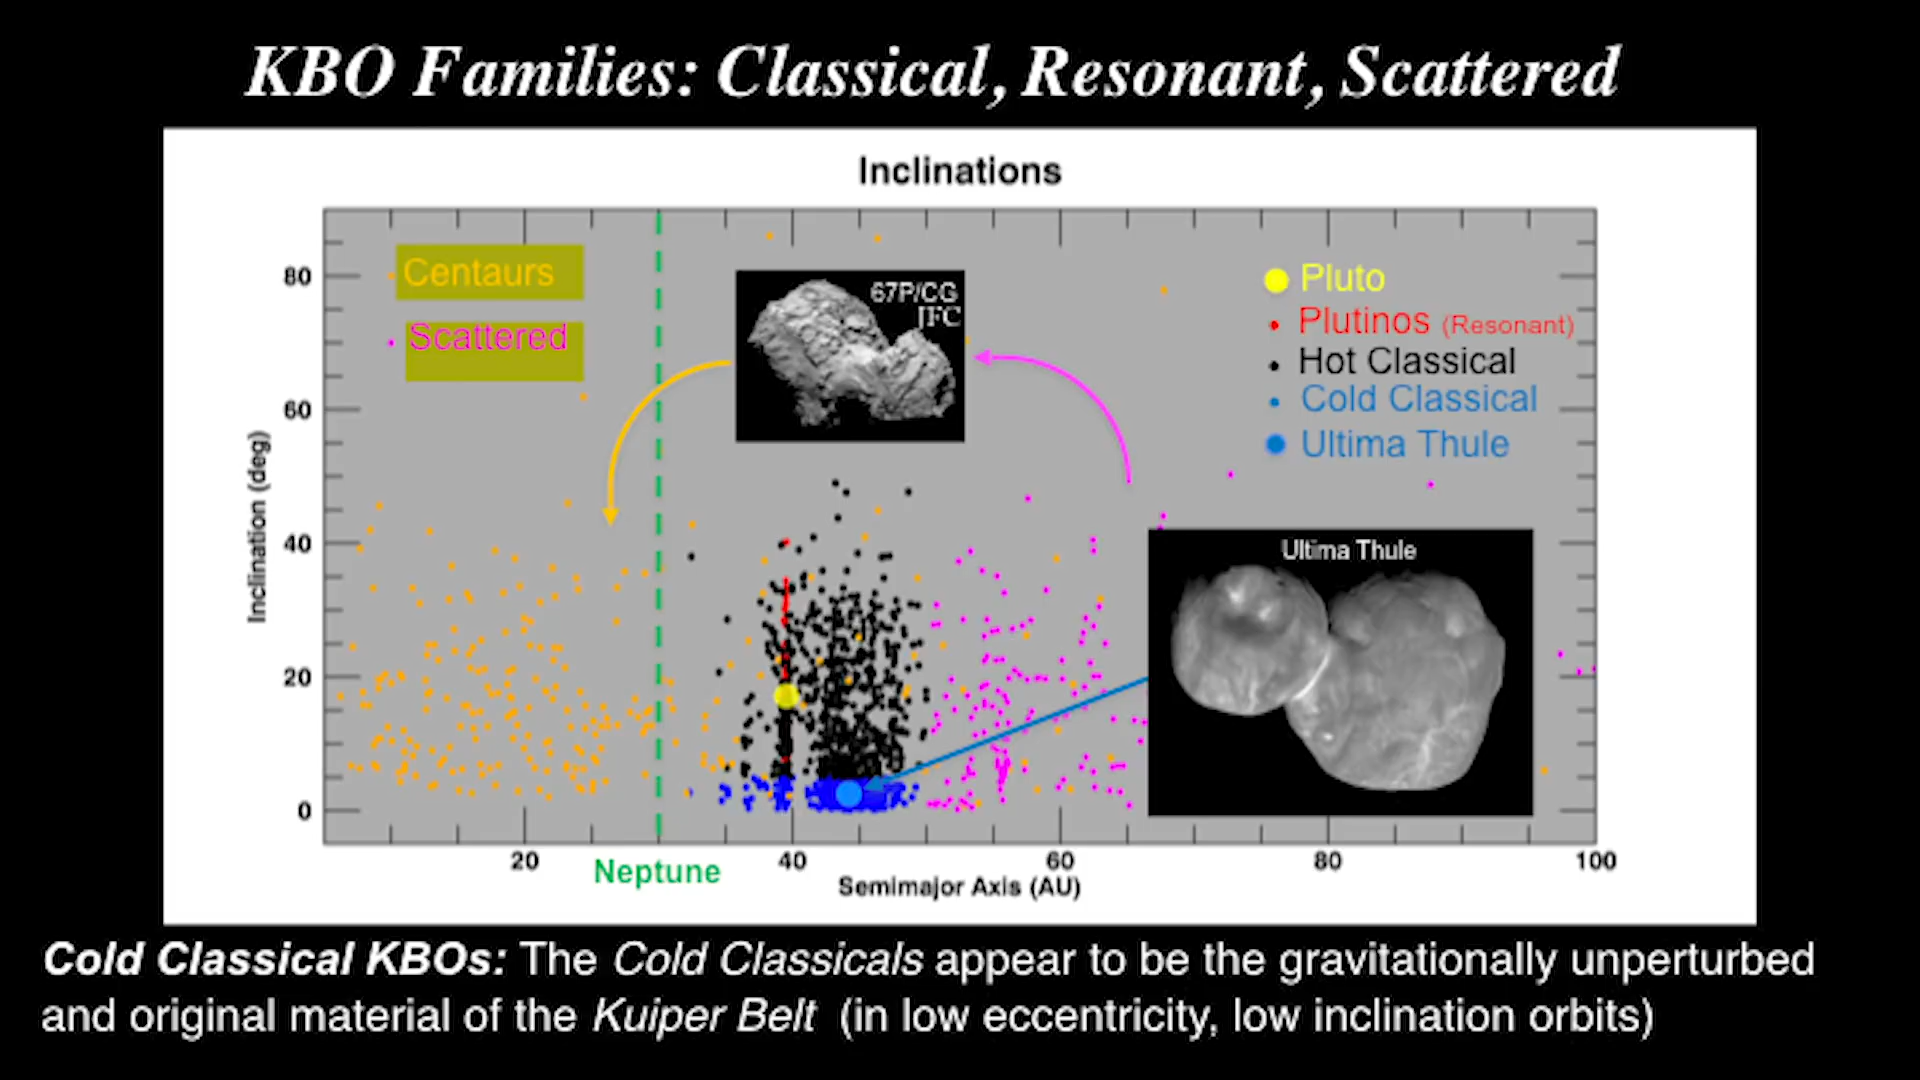 KBO Families: Classical, Resonant, Scattered
Inclinations
Centaurs
Scattered
67P/CG
JFC
Pluto
Plutinos (Resonant)
Hot Classical
Cold Classical
Ultima Thule
Ultima Thule
Inclination (deg)
80
60
40
20
0
20
40
60
80
100
Neptune
Semimajor Axis (AU)
Cold Classical KBOs: The Cold Classicals appear to be the gravitationally unperturbed
and original material of the Kuiper Belt (in low eccentricity, low inclination orbits)